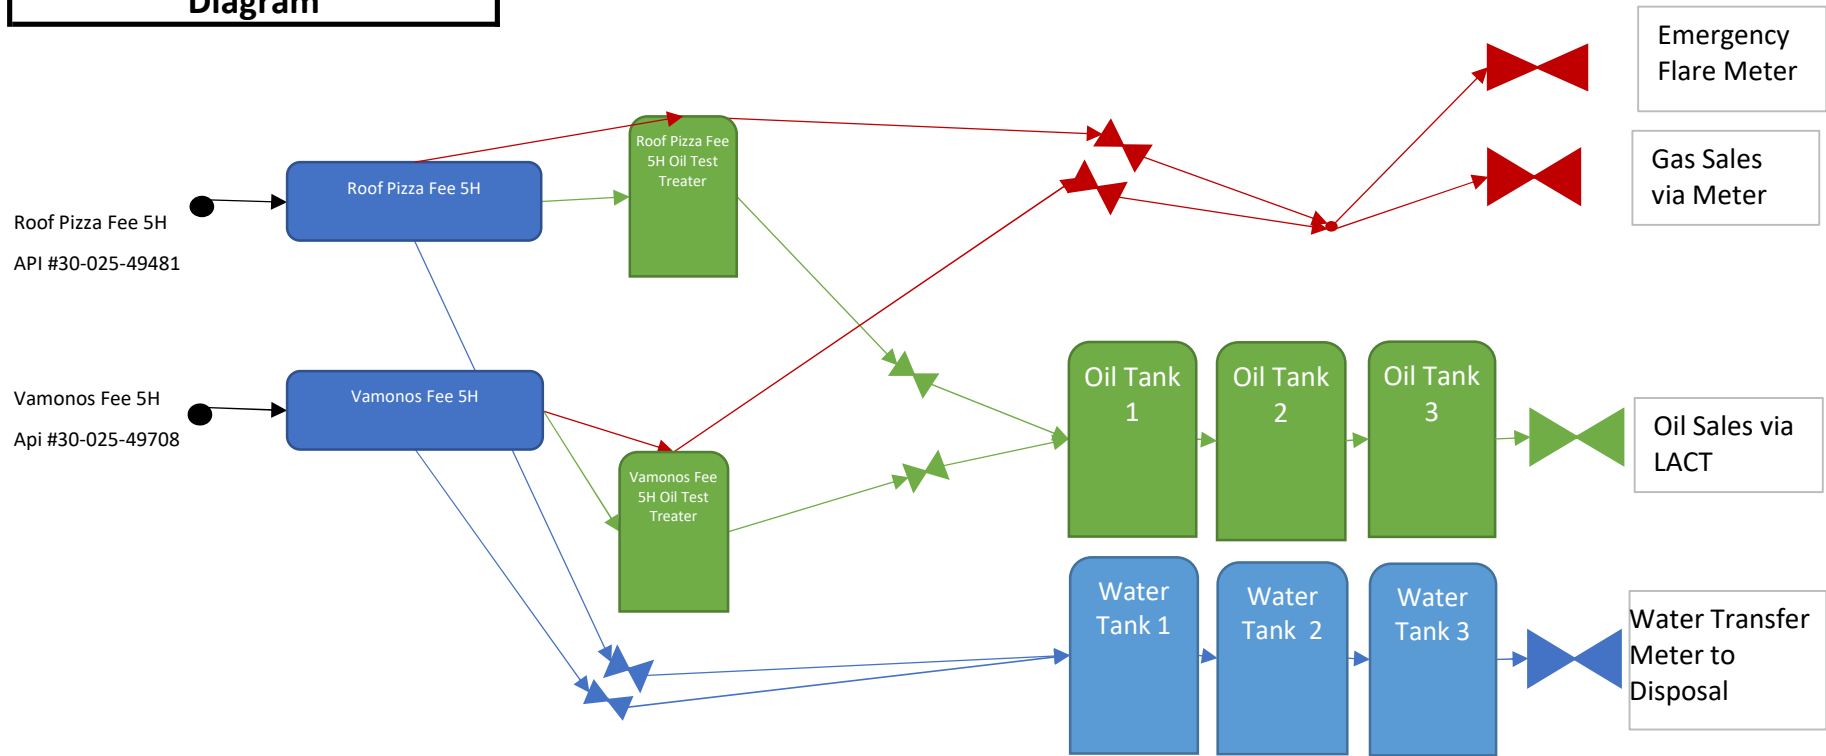 Diagram
Emergency
Flare Meter
Roof Pizza Fee
5H Oil Test
Treater
Gas Sales
via Meter
Roof Pizza Fee 5H
Roof Pizza Fee 5H
API #30-025-49481
Vamonos Fee 5H
Api #30-025-49708
Vamonos Fee 5H
Oil Tank
1
Oil Tank
2
Oil Tank
3
Oil Sales via
LACT
Vamonos Fee
5H Oil Test
Treater
Water
Tank 1
Water
Tank  2
Water
Tank 3
Water Transfer
Meter to
Disposal